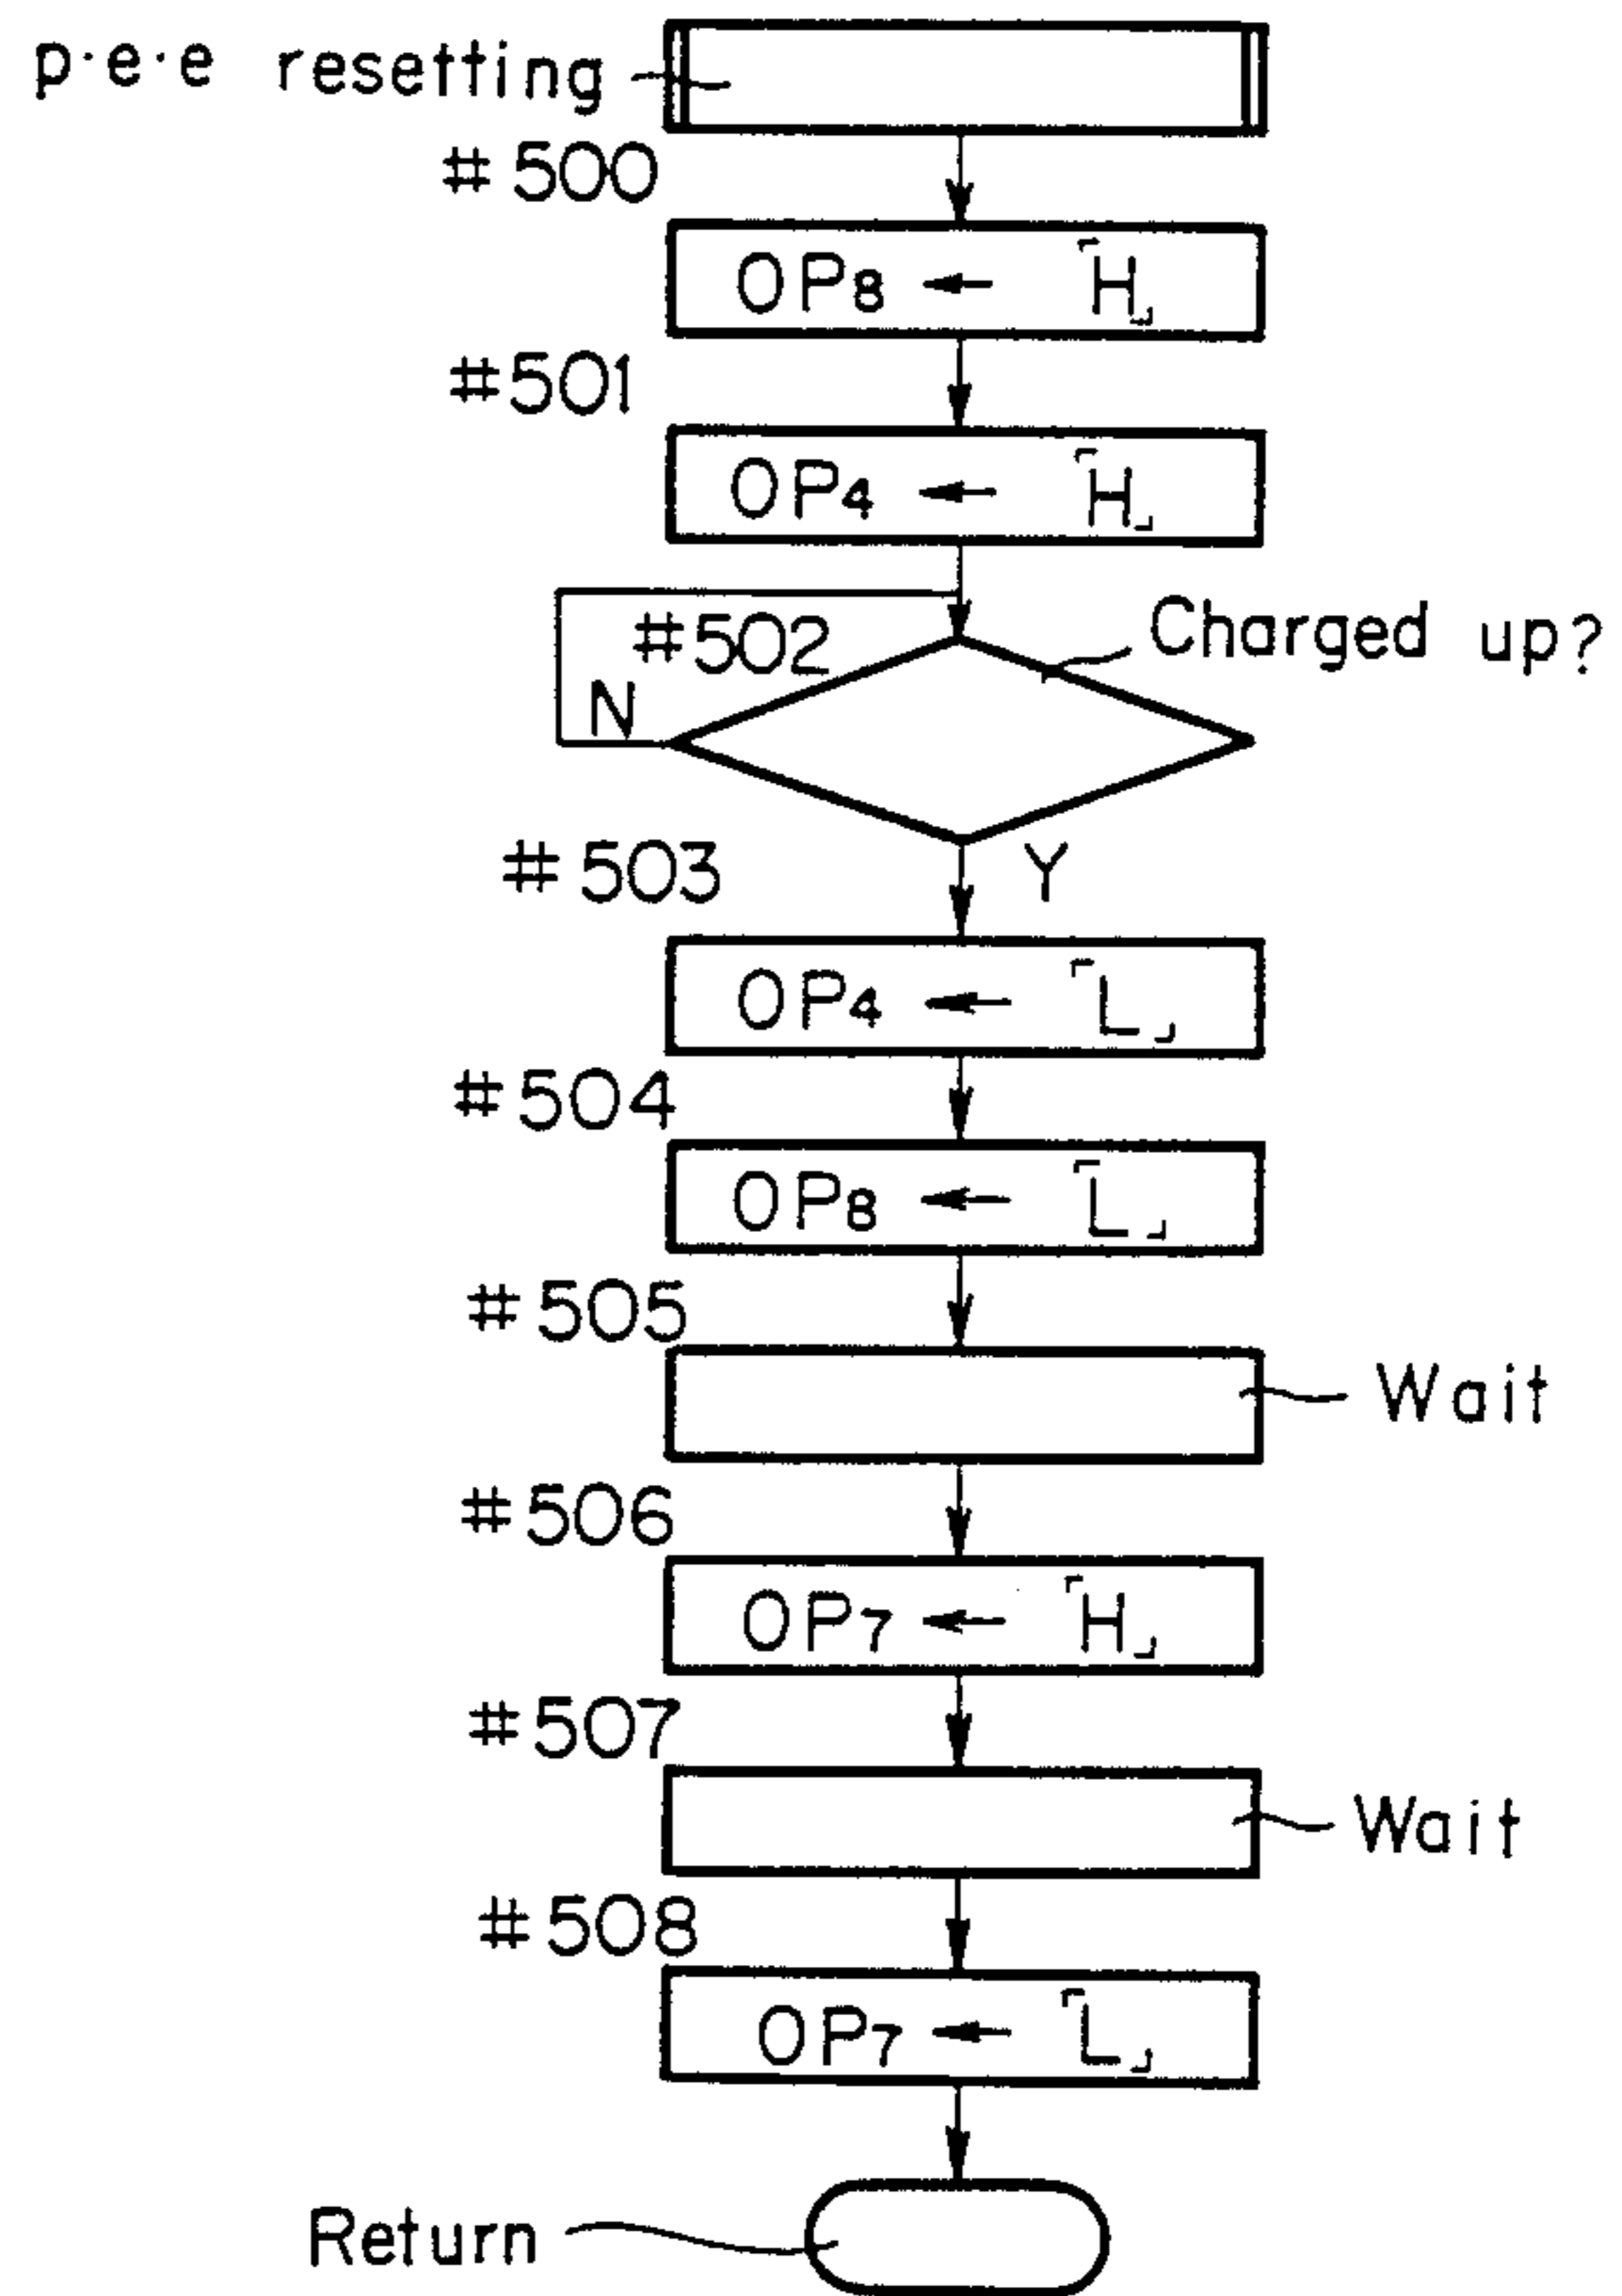 p·e·e resetting
#500
OP8 ← 「H」
#501
OP4 ← 「H」
#502
Charged up?
N
#503
Y
OP4 ← 「L」
#504
OP8 ← 「L」
#505
Wait
#506
OP7 ← 「H」
#507
Wait
#508
OP7 ← 「L」
Return